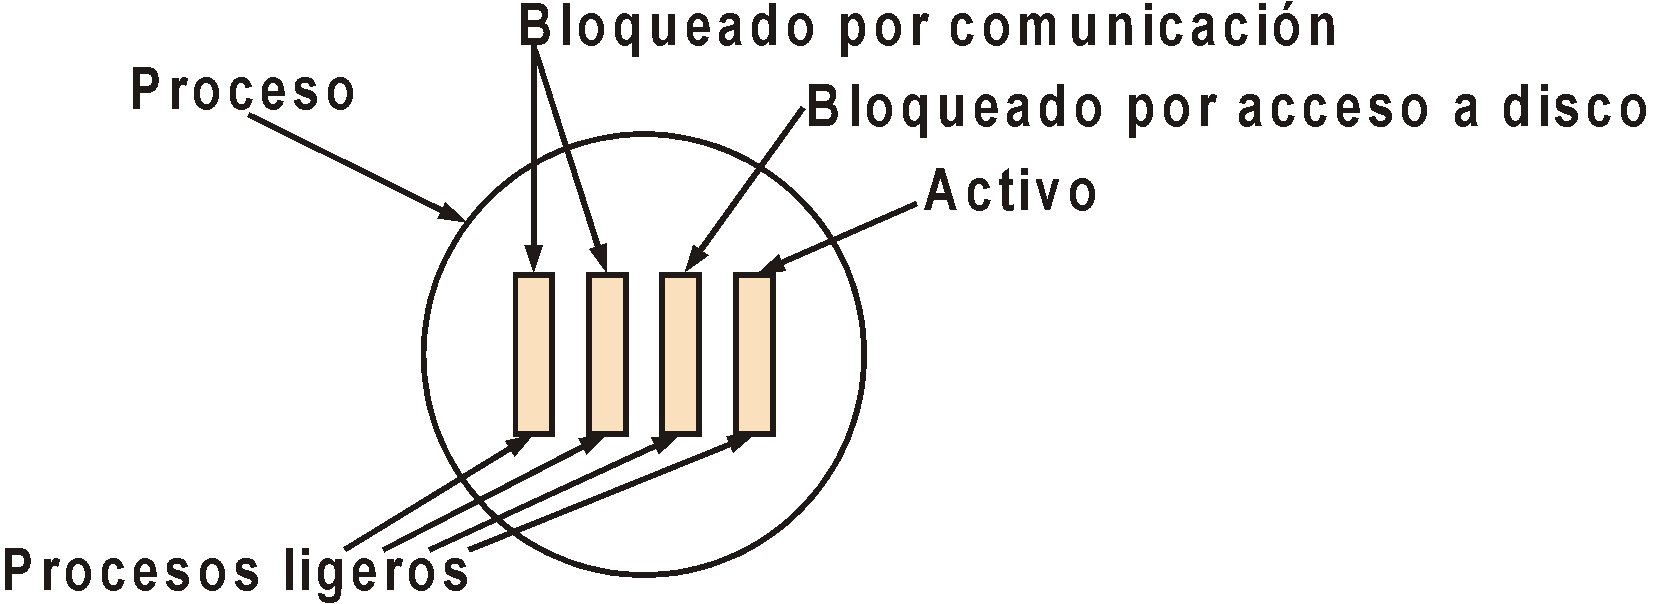 Bloqueado por comunicación
Proceso
Bloqueado por acceso a disco
Activo
Procesos ligeros